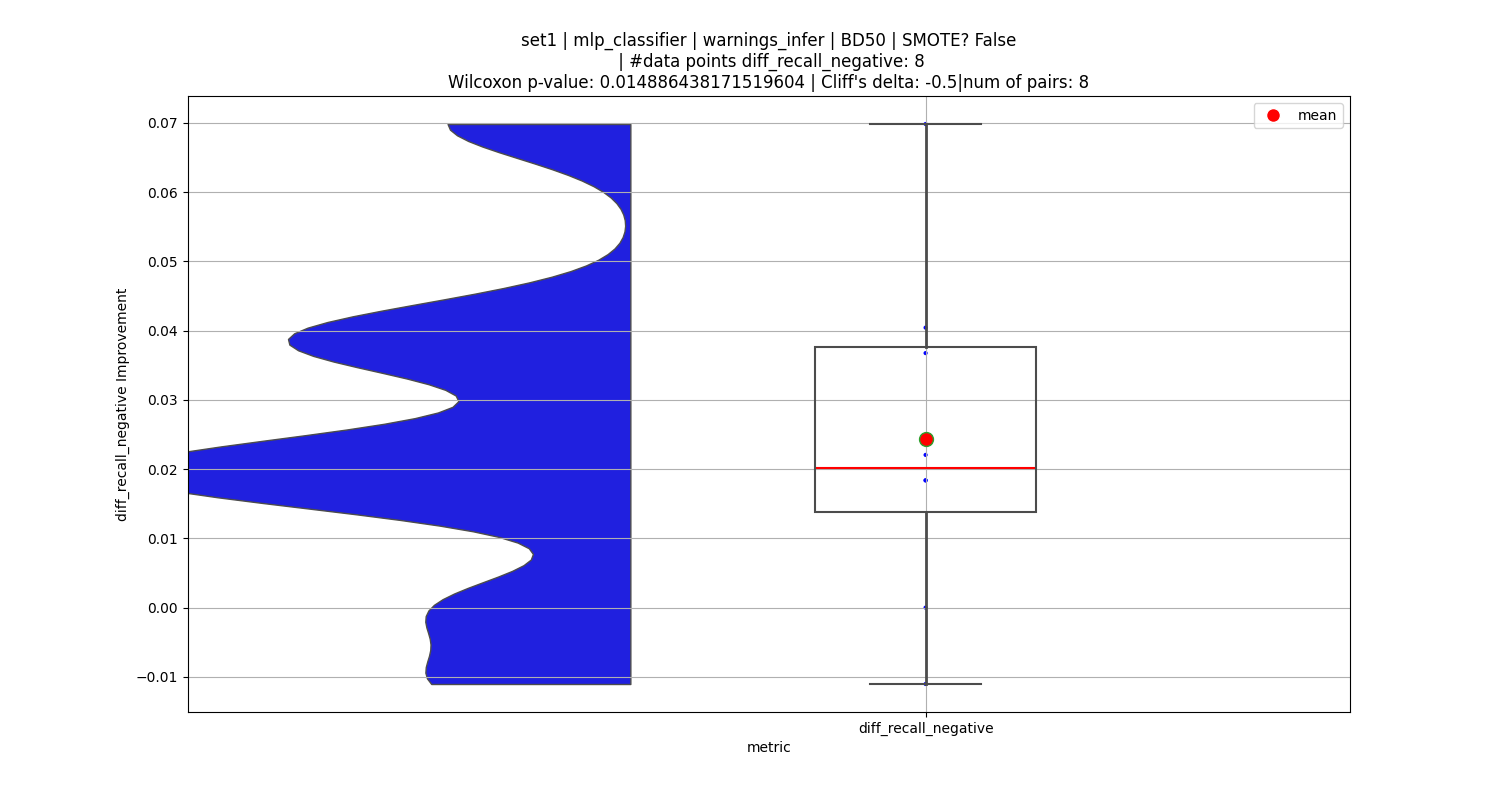 set1 | mlp_classifier | warnings_infer | BD50 | SMOTE? False
| #data points diff_recall_negative: 8
Wilcoxon p-value: 0.014886438171519604 | Cliff's delta: -0.5|num of pairs: 8
mean
0.07
0.06
0.05
0.04
0.03
0.02
0.01
0.00
−0.01
diff_recall_negative Improvement
diff_recall_negative
metric